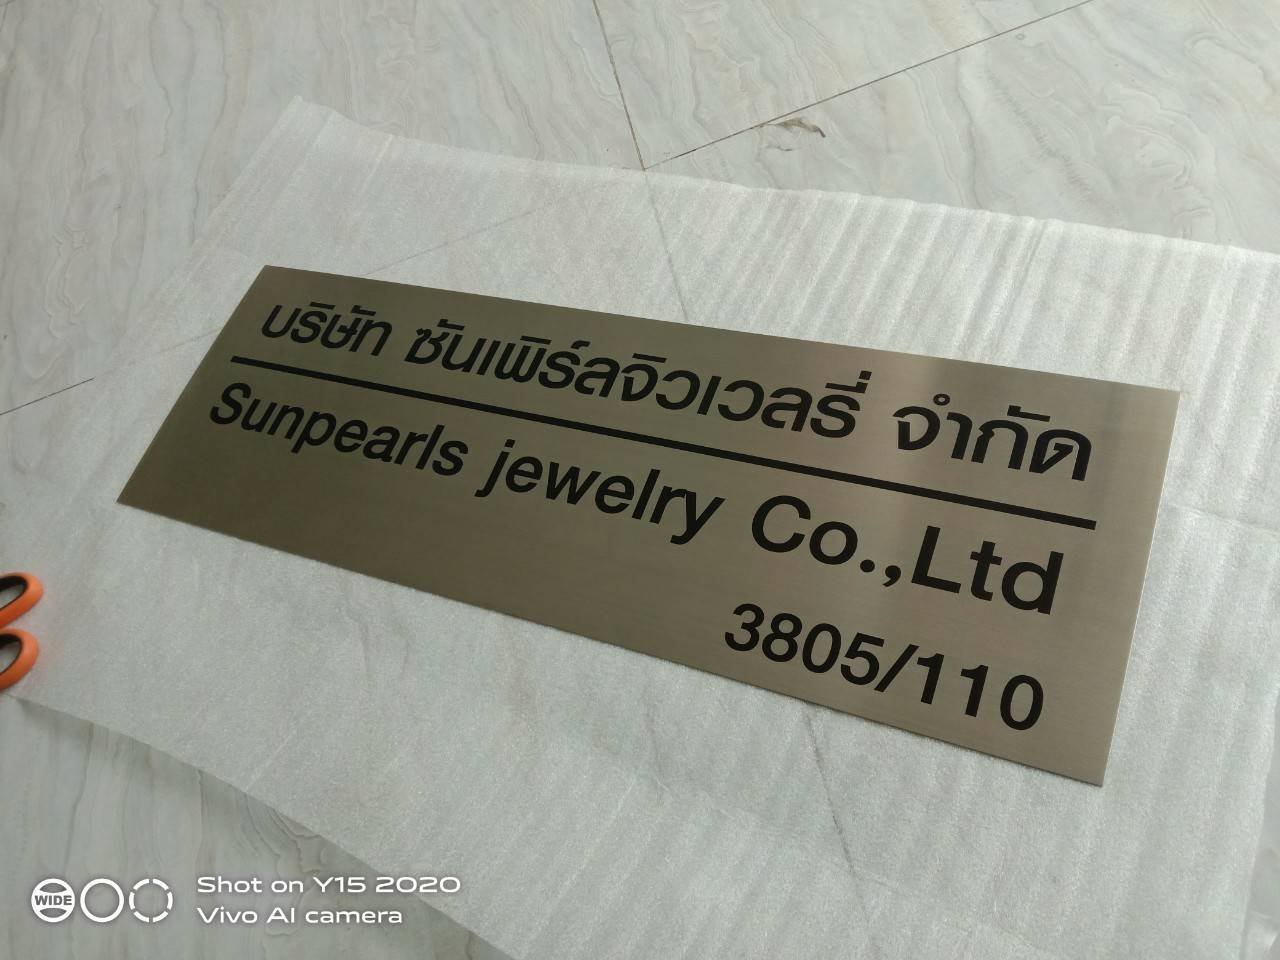 บริษัท ซันเพิร์ลจิวเวลรี่ จำกัด
Sunpearls jewelry Co.,Ltd
3805/110
WIDE
Shot on Y15 2020
Vivo AI camera